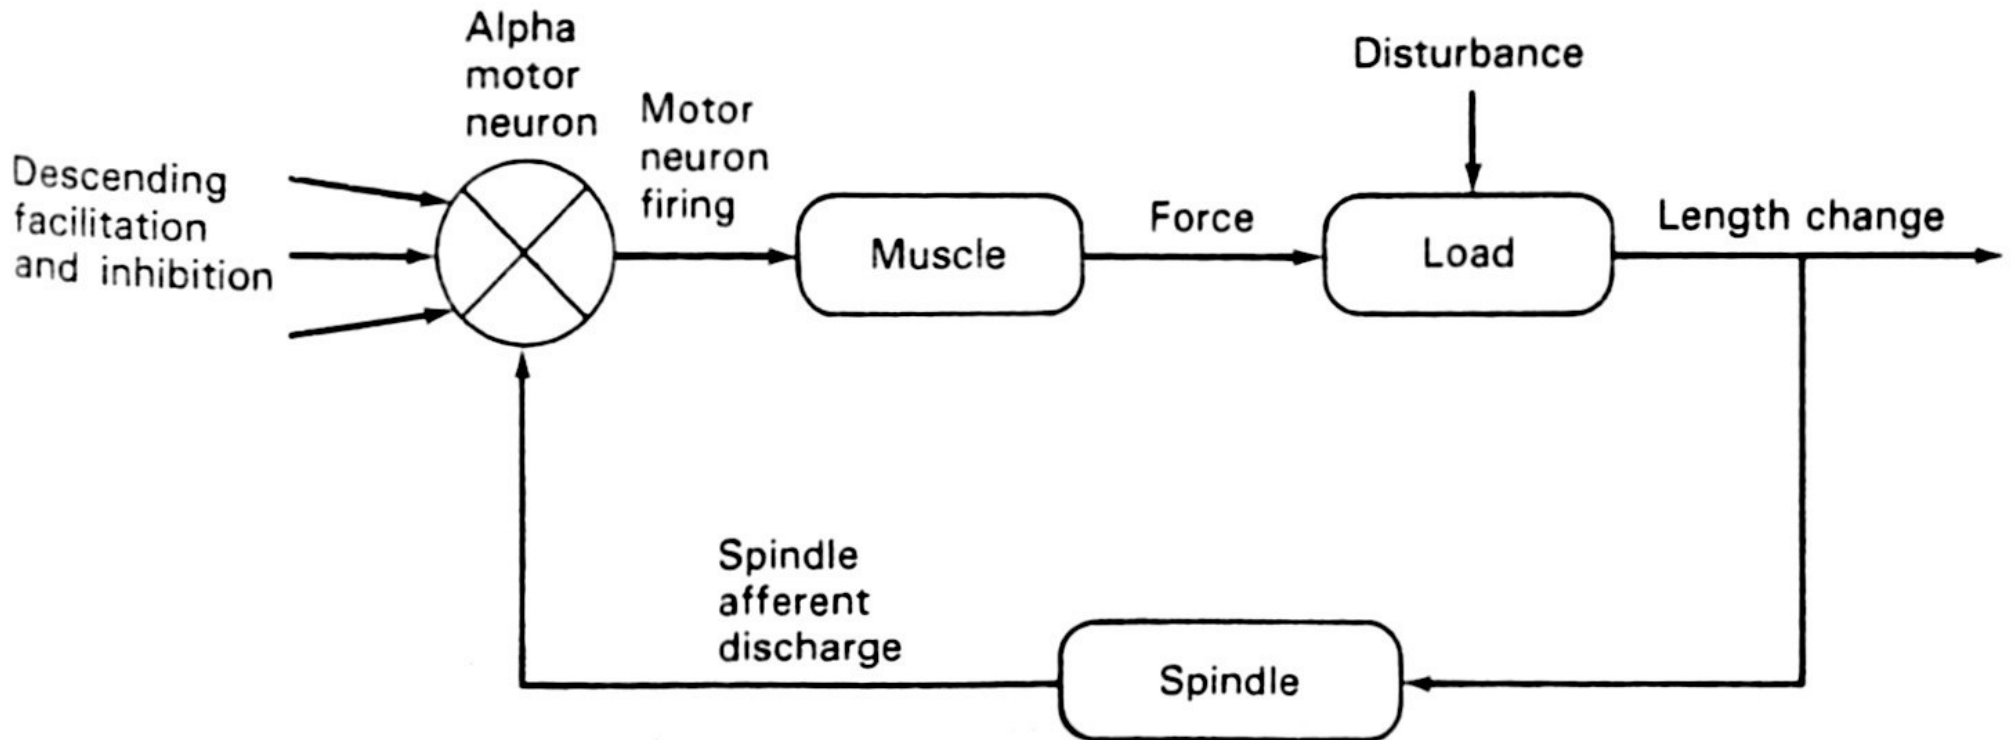 Alpha
motor
neuron
Motor
neuron
firing
Disturbance
Descending
facilitation
and inhibition
Muscle
Force
Load
Length change
Spindle
afferent
discharge
Spindle